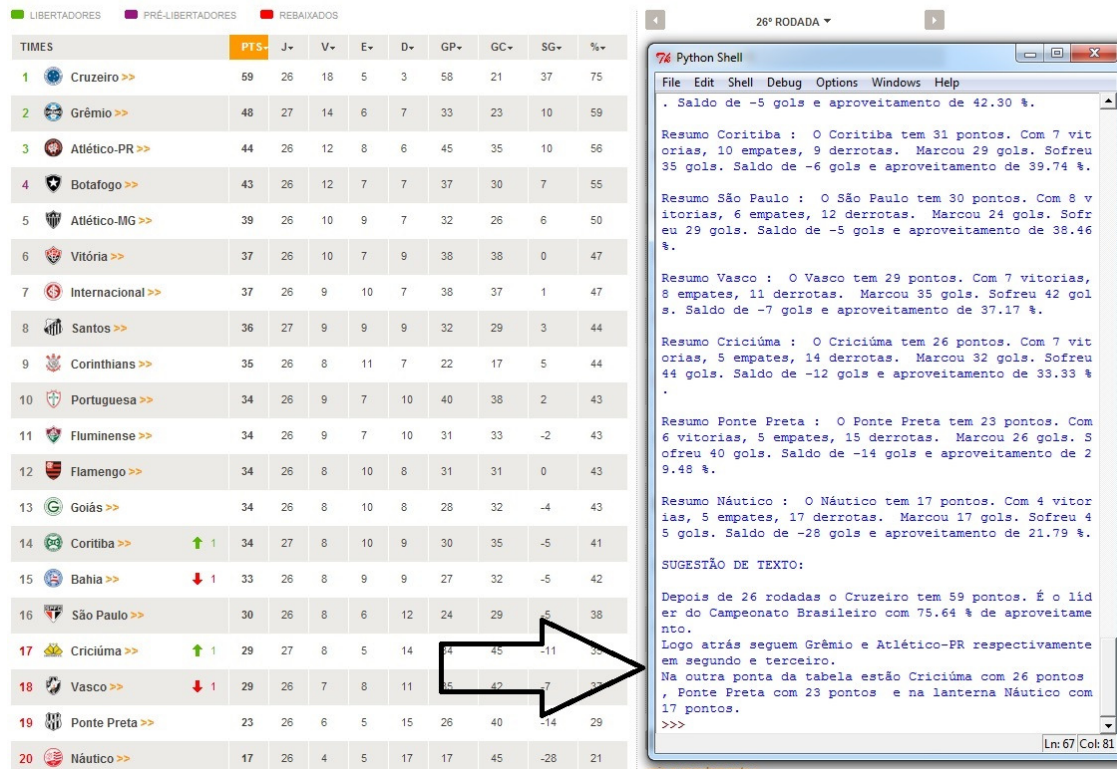 LIBERTADORES PRÉ-LIBERTADORES REBAIXADOS
TIMES PTS J V E D GP GC SG %
1 Cruzeiro >> 59 26 18 5 3 58 21 37 75
2 Grêmio >> 48 27 14 6 7 33 23 10 59
3 Atlético-PR >> 44 26 12 8 6 45 35 10 56
4 Botafogo >> 43 26 12 7 7 37 30 7 55
5 Atlético-MG >> 39 26 10 9 7 32 26 6 50
6 Vitória >> 37 26 10 7 9 38 38 0 47
7 Internacional >> 37 26 9 10 7 38 37 1 47
8 Santos >> 36 27 9 9 9 32 29 3 44
9 Corinthians >> 35 26 8 11 7 22 17 5 44
10 Portuguesa >> 34 26 9 7 10 40 38 2 43
11 Fluminense >> 34 26 9 7 10 31 33 -2 43
12 Flamengo >> 34 26 8 10 8 31 31 0 43
13 Goiás >> 34 26 8 10 8 28 32 -4 43
14 Coritiba >> 1 34 27 8 10 9 30 35 -5 41
15 Bahia >> 1 33 26 8 9 9 27 32 -5 42
16 São Paulo >> 30 26 8 6 12 24 29 -5 38
17 Criciúma >> 1 29 27 8 5 14 34 45 -11 35
18 Vasco >> 1 29 26 7 8 11 35 42 -7 37
19 Ponte Preta >> 23 26 6 5 15 26 40 -14 29
20 Náutico >> 17 26 4 5 17 17 45 -28 21
26º RODADA
Python Shell
File Edit Shell Debug Options Windows Help
. Saldo de -5 gols e aproveitamento de 42.30 %.
Resumo Coritiba : O Coritiba tem 31 pontos. Com 7 vit
orias, 10 empates, 9 derrotas. Marcou 29 gols. Sofreu
35 gols. Saldo de -6 gols e aproveitamento de 39.74 %.
Resumo São Paulo : O São Paulo tem 30 pontos. Com 8 v
itorias, 6 empates, 12 derrotas. Marcou 24 gols. Sofr
eu 29 gols. Saldo de -5 gols e aproveitamento de 38.46
%.
Resumo Vasco : O Vasco tem 29 pontos. Com 7 vitorias,
8 empates, 11 derrotas. Marcou 35 gols. Sofreu 42 gol
s. Saldo de -7 gols e aproveitamento de 37.17 %.
Resumo Criciúma : O Criciúma tem 26 pontos. Com 7 vit
orias, 5 empates, 14 derrotas. Marcou 32 gols. Sofreu
44 gols. Saldo de -12 gols e aproveitamento de 33.33 %
.
Resumo Ponte Preta : O Ponte Preta tem 23 pontos. Com
6 vitorias, 5 empates, 15 derrotas. Marcou 26 gols. S
ofreu 40 gols. Saldo de -14 gols e aproveitamento de 2
9.48 %.
Resumo Náutico : O Náutico tem 17 pontos. Com 4 vitor
ias, 5 empates, 17 derrotas. Marcou 17 gols. Sofreu 4
5 gols. Saldo de -28 gols e aproveitamento de 21.79 %.
SUGESTÃO DE TEXTO:
Depois de 26 rodadas o Cruzeiro tem 59 pontos. É o líd
er do Campeonato Brasileiro com 75.64 % de aproveitame
nto.
Logo atrás seguem Grêmio e Atlético-PR respectivamente
em segundo e terceiro.
Na outra ponta da tabela estão Criciúma com 26 pontos
, Ponte Preta com 23 pontos e na lanterna Náutico com
17 pontos.
>>>
Ln: 67 Col: 81